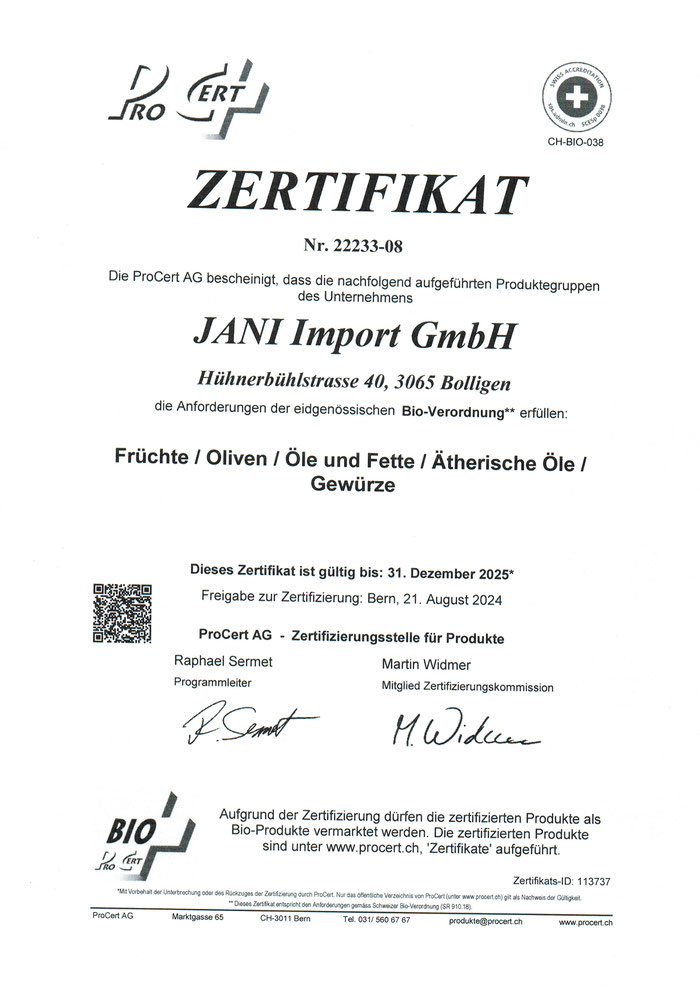 PRO CERT
SWISS ACCREDITATION
sas.admin.ch SCESp 0038
CH-BIO-038
ZERTIFIKAT
Nr. 22233-08
Die ProCert AG bescheinigt, dass die nachfolgend aufgeführten Produktegruppen
des Unternehmens
JANI Import GmbH
Hühnerbühlstrasse 40, 3065 Bolligen
die Anforderungen der eidgenössischen Bio-Verordnung** erfüllen:
Früchte / Oliven / Öle und Fette / Ätherische Öle /
Gewürze
Dieses Zertifikat ist gültig bis: 31. Dezember 2025*
Freigabe zur Zertifizierung: Bern, 21. August 2024
ProCert AG - Zertifizierungsstelle für Produkte
Raphael Sermet Martin Widmer
Programmleiter Mitglied Zertifizierungskommission
R. Sermet M. Widmer
BIO
PRO CERT
Aufgrund der Zertifizierung dürfen die zertifizierten Produkte als
Bio-Produkte vermarktet werden. Die zertifizierten Produkte
sind unter www.procert.ch, 'Zertifikate' aufgeführt.
Zertifikats-ID: 113737
*Mit Vorbehalt der Unterbrechung oder des Rückzuges der Zertifizierung durch ProCert. Nur das öffentliche Verzeichnis von ProCert (unter www.procert.ch) gilt als Nachweis der Gültigkeit.
** Dieses Zertifikat entspricht den Anforderungen gemäss Schweizer Bio-Verordnung (SR 910.18).
ProCert AG Marktgasse 65 CH-3011 Bern Tel. 031/ 560 67 67 produkte@procert.ch www.procert.ch